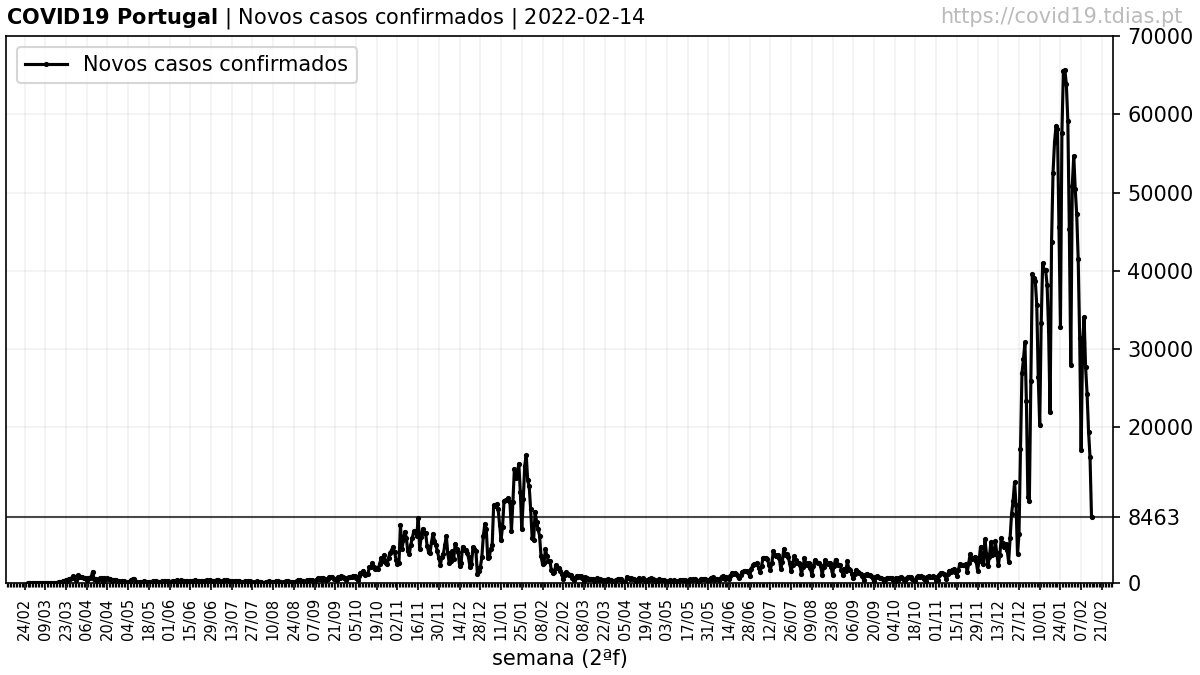 COVID19 Portugal | Novos casos confirmados | 2022-02-14
https://covid19.tdias.pt
Novos casos confirmados
70000
60000
50000
40000
30000
20000
8463
0
24/02 09/03 23/03 06/04 20/04 04/05 18/05 01/06 15/06 29/06 13/07 27/07 10/08 24/08 07/09 21/09 05/10 19/10 02/11 16/11 30/11 14/12 28/12 11/01 25/01 08/02 22/02 08/03 22/03 05/04 19/04 03/05 17/05 31/05 14/06 28/06 12/07 26/07 09/08 23/08 06/09 20/09 04/10 18/10 01/11 15/11 29/11 13/12 27/12 10/01 24/01 07/02 21/02
semana (2ªf)